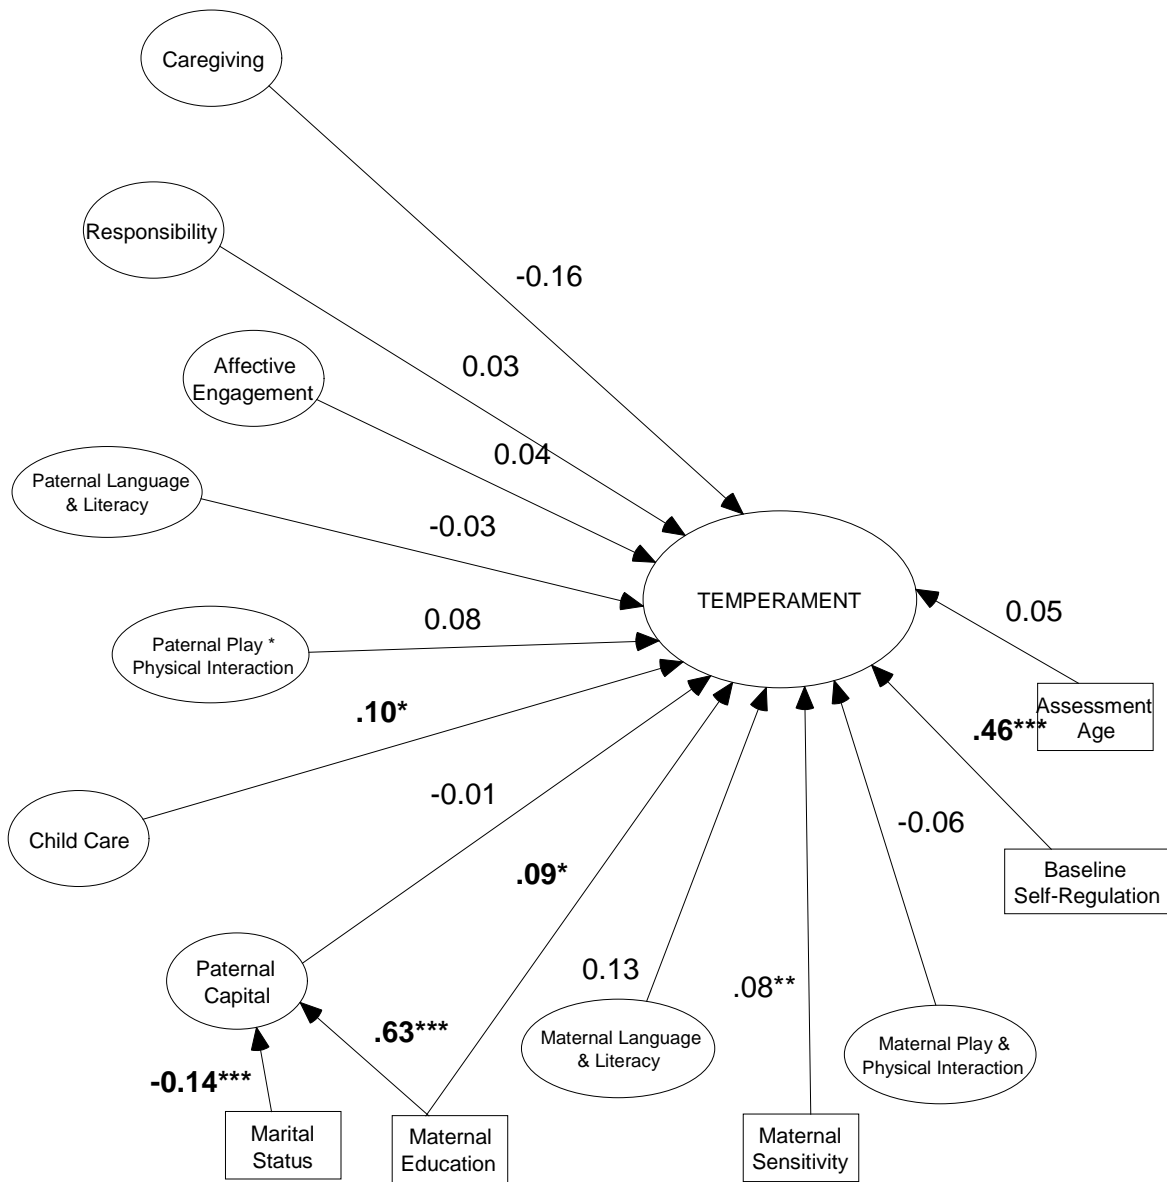 Caregiving
Responsibility
-0.16
Affective
Engagement
0.03
0.04
Paternal Language
& Literacy
-0.03
TEMPERAMENT
0.05
Paternal Play *
Physical Interaction
0.08
.10*
Assessment
Age
.46***
-0.01
Child Care
-0.06
.09*
Baseline
Self-Regulation
Paternal
Capital
0.13
.08**
.63***
Maternal Language
& Literacy
Maternal Play &
Physical Interaction
-0.14***
Marital
Status
Maternal
Education
Maternal
Sensitivity